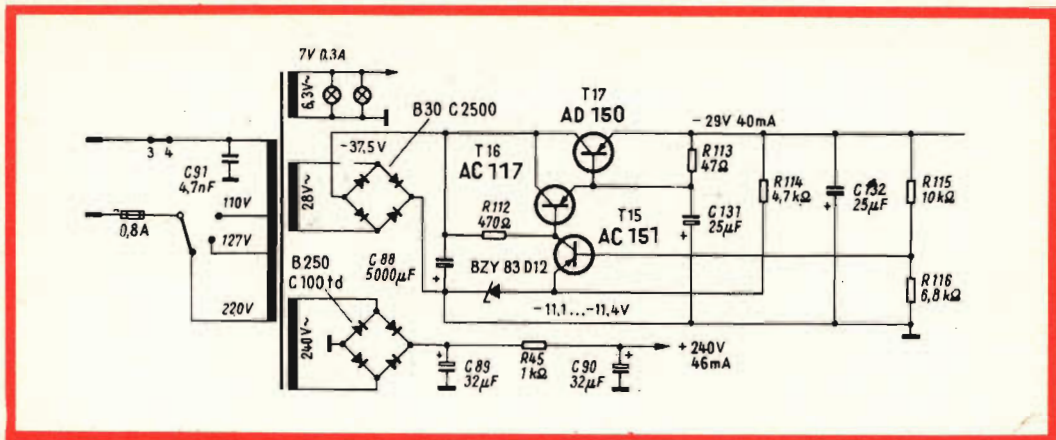 7V 0.3A
6,3V~
T17
AD 150
B30 C 2500
- 29V 40mA
-37,5V
3 4
T16
AC 117
R113
47Ω
C91
4,7nF
R114
4,7kΩ
C132
25µF
R115
10kΩ
110V
28V~
R112
470Ω
T15
AC 151
C131
25µF
0,8A
127V
C 88
5000µF
BZY 83 D12
B250
C100td
R116
6,8kΩ
-11,1...-11,4V
220V
240V~
+ 240V
46mA
C89
32µF
R45
1kΩ
C90
32µF